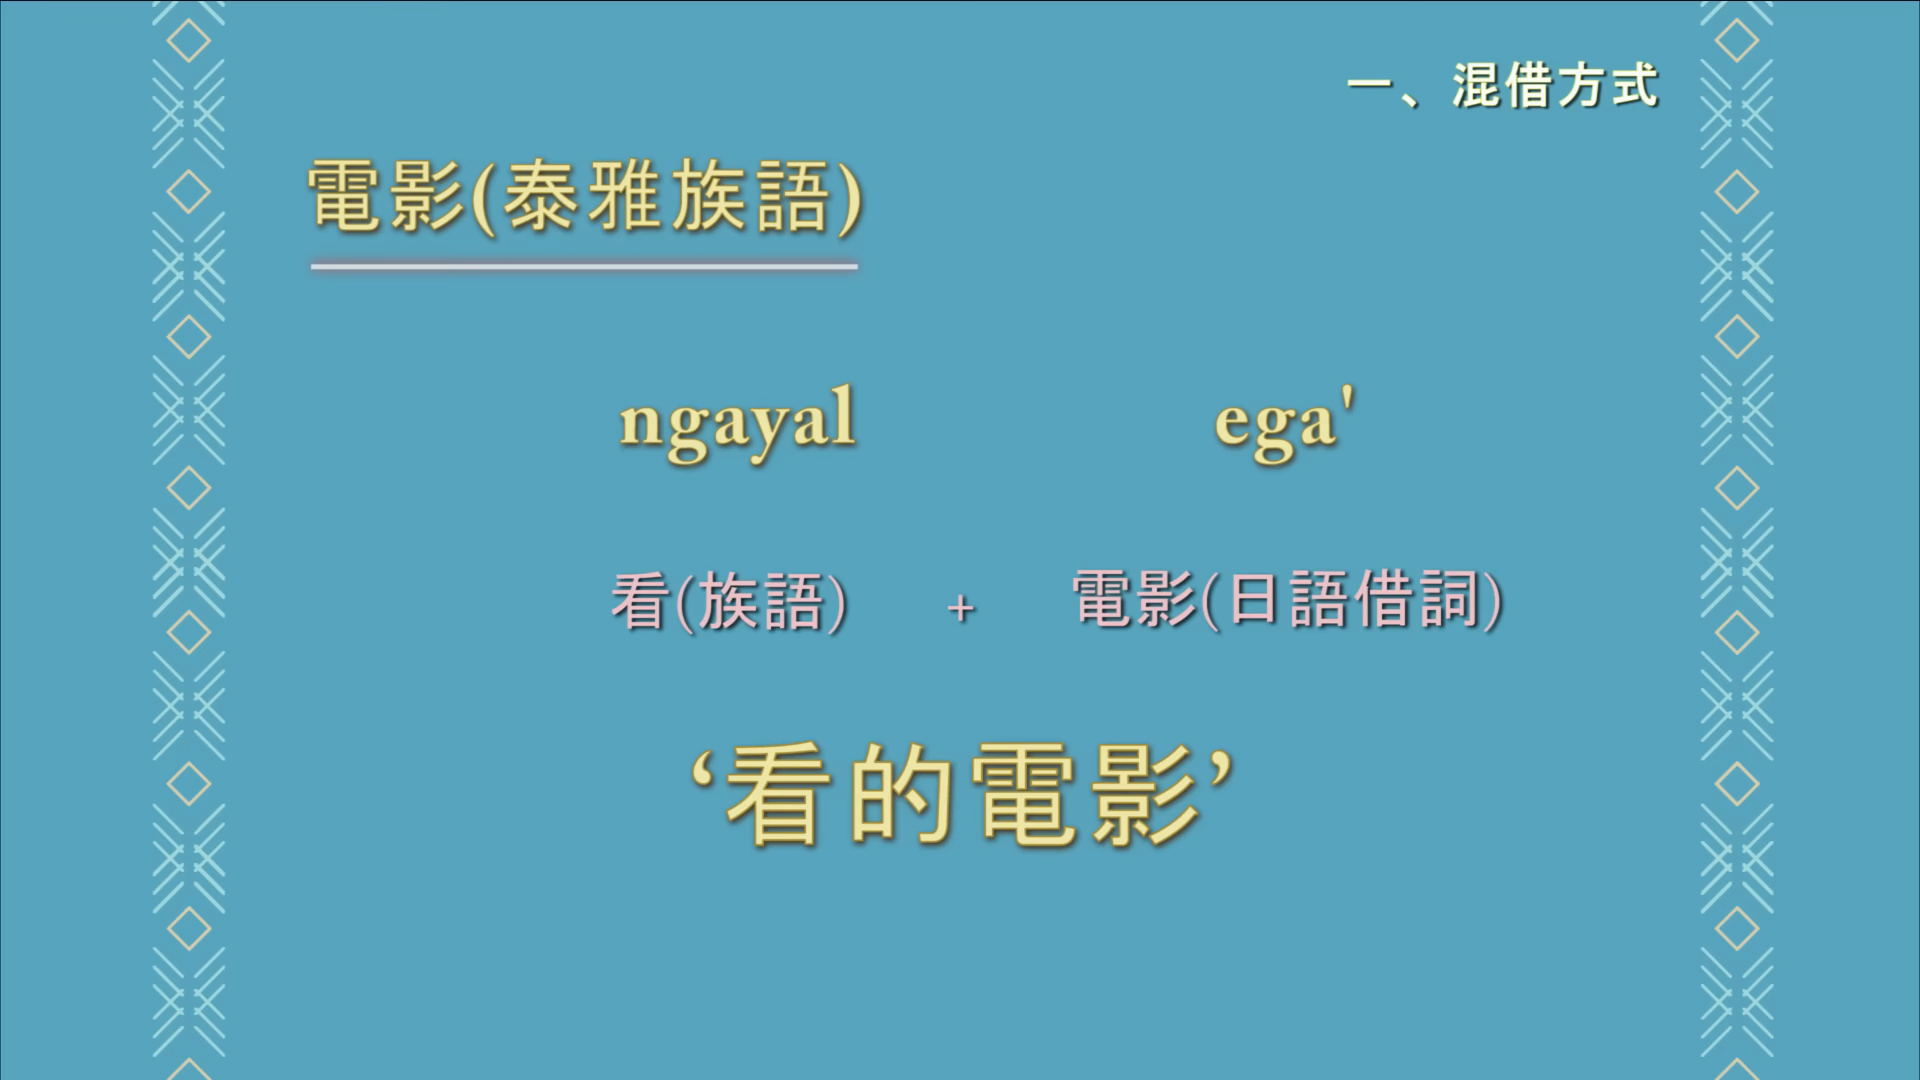 一、混借方式
電影(泰雅族語)
ngayal ega'
看(族語) + 電影(日語借詞)
‘看的電影’